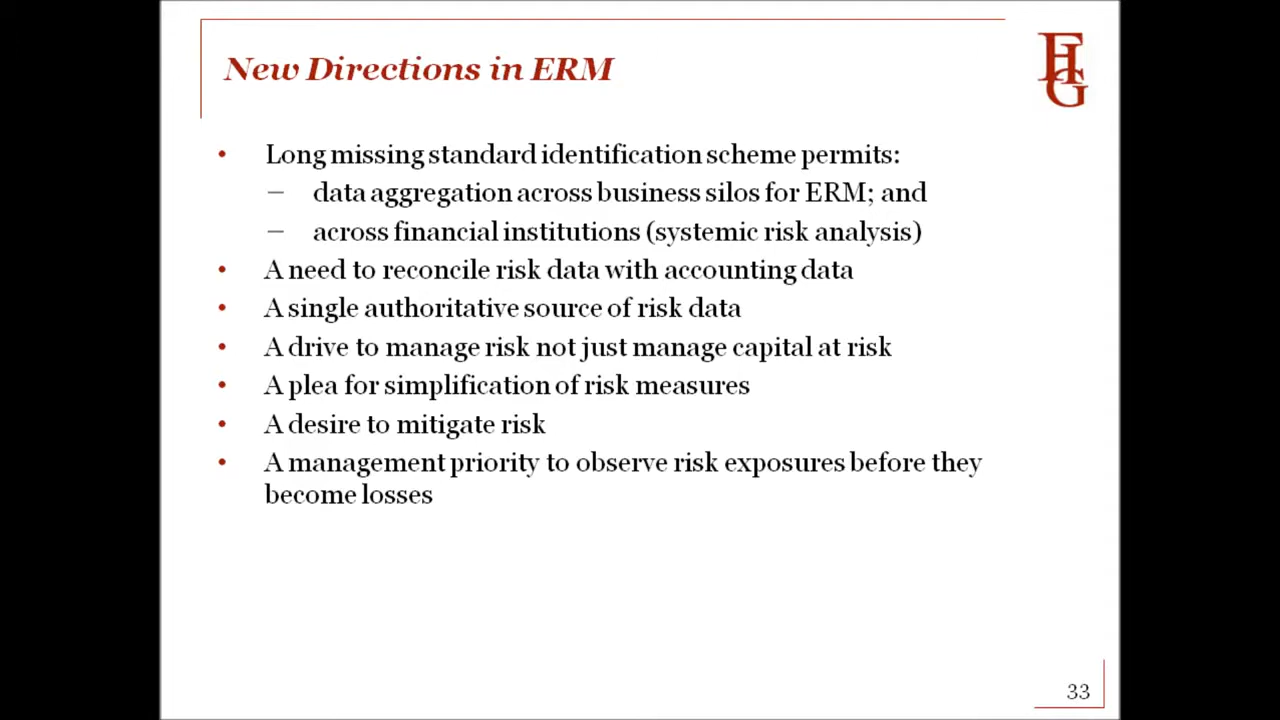 New Directions in ERM
FHG
• Long missing standard identification scheme permits:
– data aggregation across business silos for ERM; and
– across financial institutions (systemic risk analysis)
• A need to reconcile risk data with accounting data
• A single authoritative source of risk data
• A drive to manage risk not just manage capital at risk
• A plea for simplification of risk measures
• A desire to mitigate risk
• A management priority to observe risk exposures before they
become losses
33